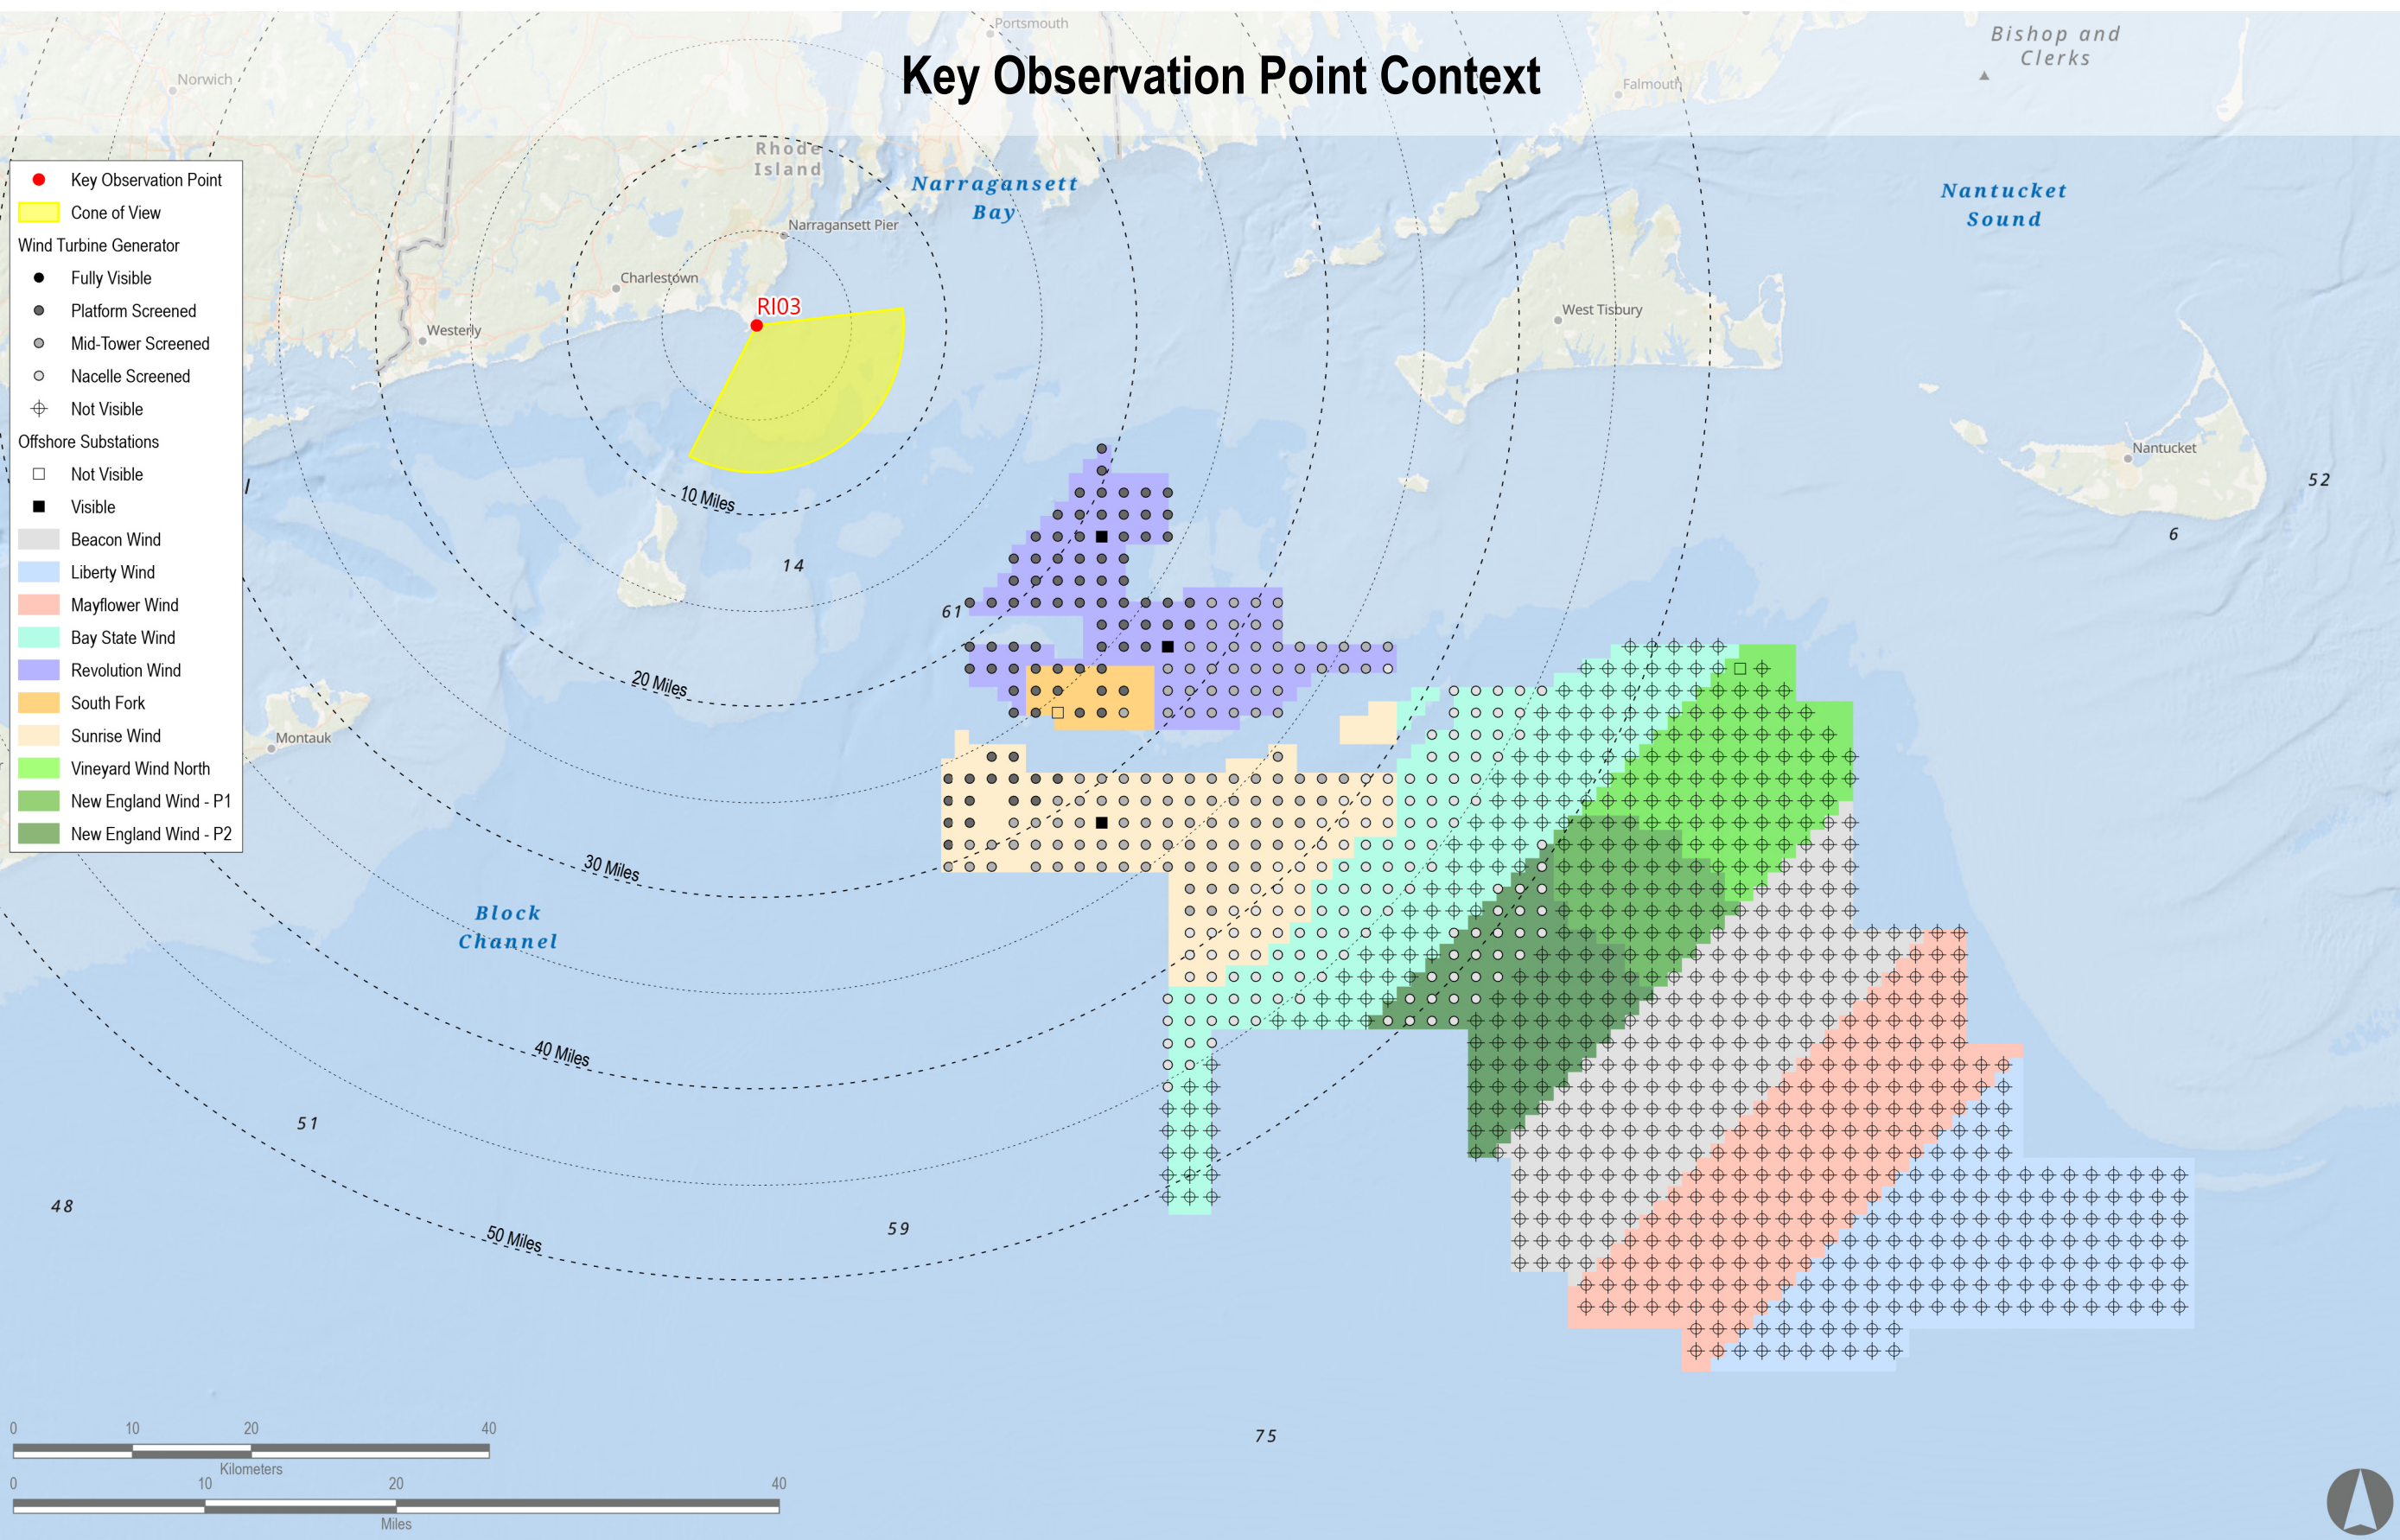 Portsmouth
Bishop and
Clerks
Key Observation Point Context
Norwich
Falmouth
Rhode
Island
Narragansett
Bay
Nantucket
Sound
Key Observation Point
Cone of View
Wind Turbine Generator
Fully Visible
Platform Screened
Mid-Tower Screened
Nacelle Screened
Not Visible
Offshore Substations
Not Visible
Visible
Beacon Wind
Liberty Wind
Mayflower Wind
Bay State Wind
Revolution Wind
South Fork
Sunrise Wind
Vineyard Wind North
New England Wind - P1
New England Wind - P2
Narragansett Pier
Charlestown
RI03
Westerly
West Tisbury
Nantucket
52
6
10 Miles
14
61
20 Miles
Montauk
30 Miles
Block
Channel
40 Miles
51
48
59
50 Miles
75
0 10 20 40
Kilometers
0 10 20 40
Miles